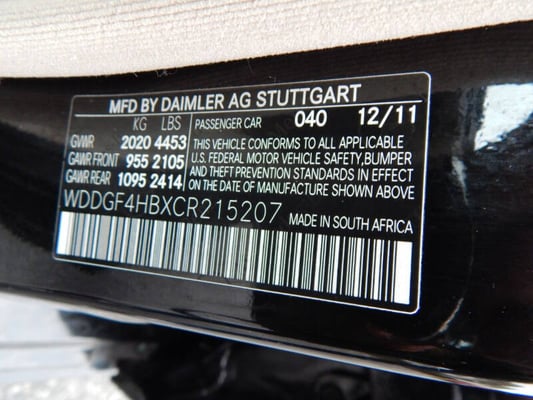 MFD BY DAIMLER AG STUTTGART
KG LBS PASSENGER CAR 040 12/11
GVWR 2020 4453
GAWR FRONT 955 2105
GAWR REAR 1095 2414
THIS VEHICLE CONFORMS TO ALL APPLICABLE
U.S. FEDERAL MOTOR VEHICLE SAFETY, BUMPER
AND THEFT PREVENTION STANDARDS IN EFFECT
ON THE DATE OF MANUFACTURE SHOWN ABOVE.
WDDGF4HBXCR215207 MADE IN SOUTH AFRICA